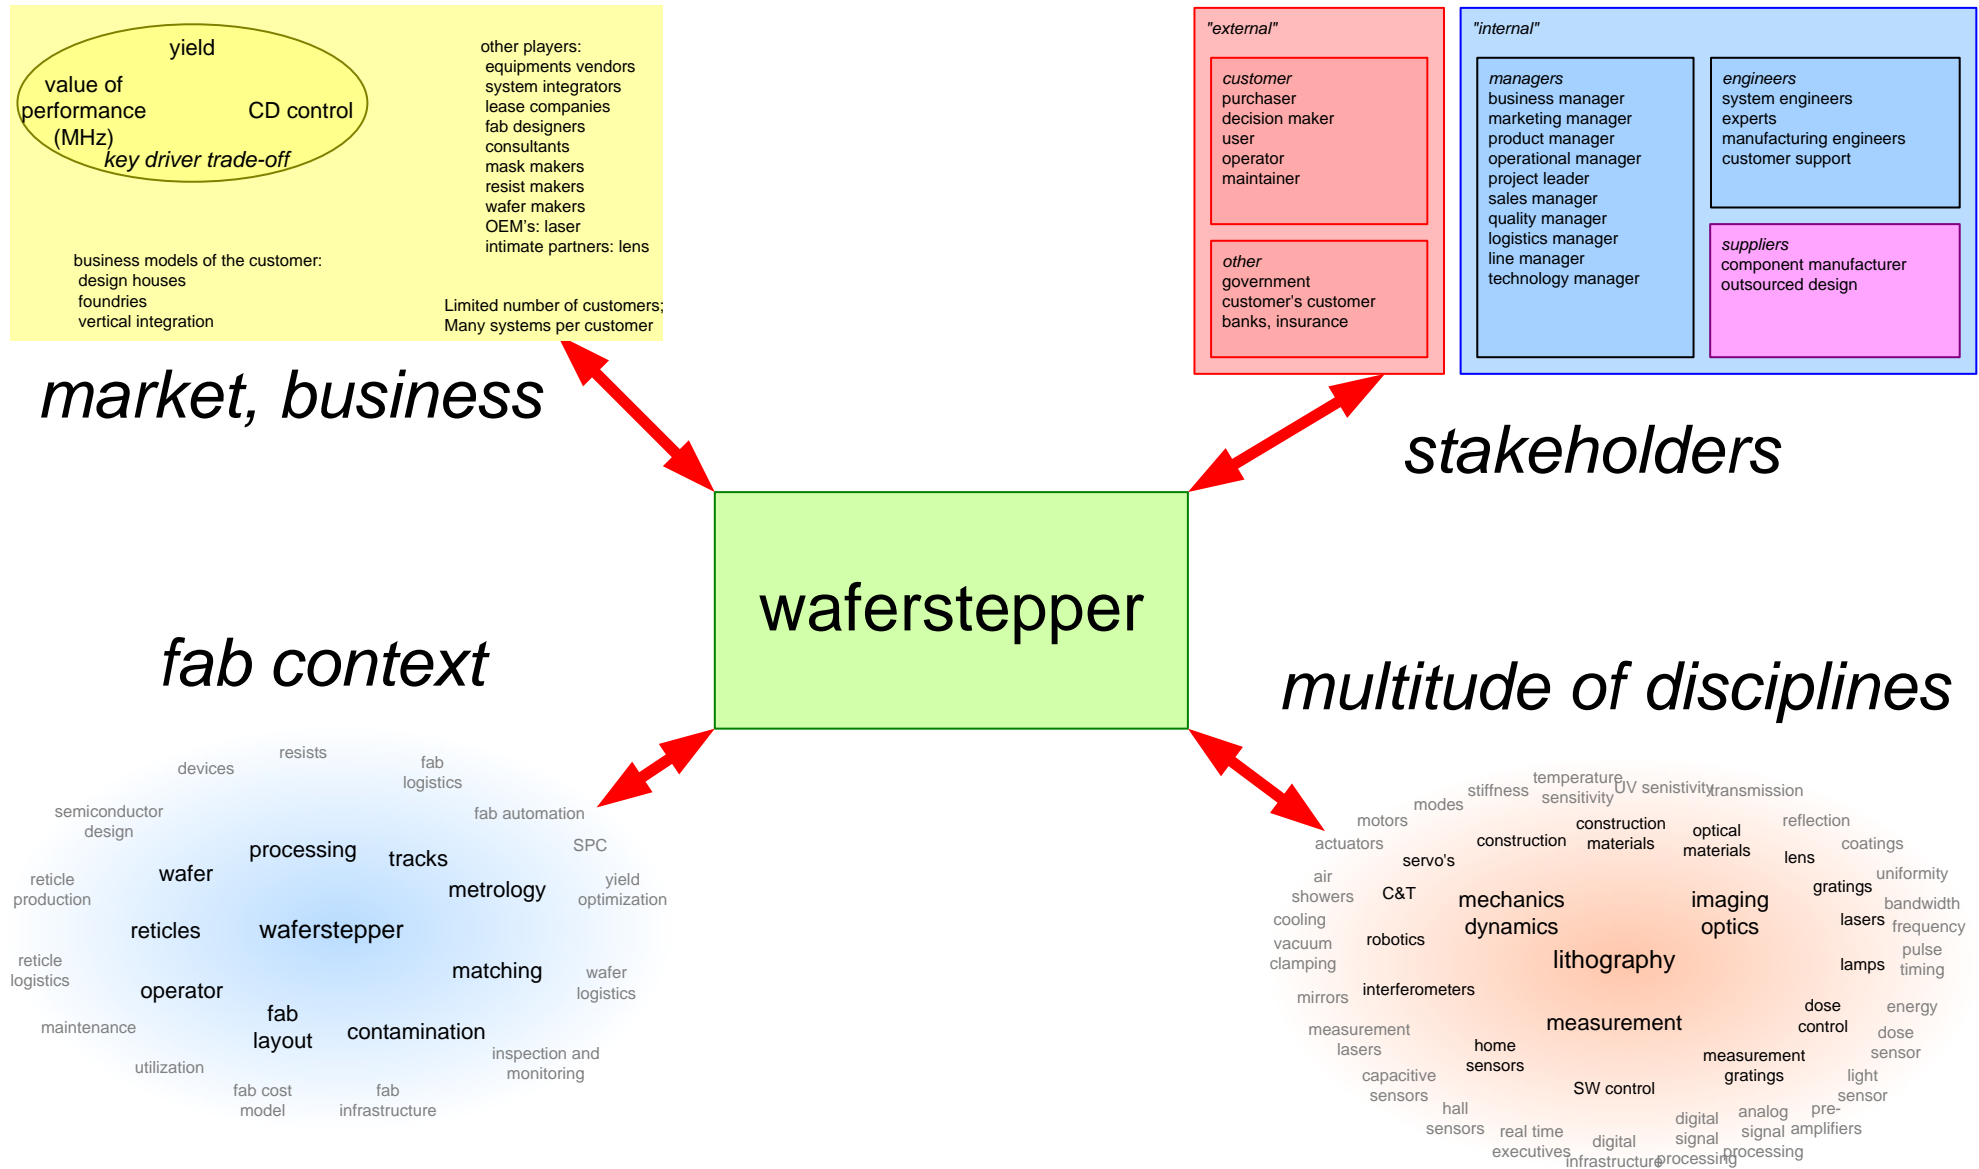 yield
value of
performance
(MHz)
CD control
key driver trade-off
other players:
equipments vendors
system integrators
lease companies
fab designers
consultants
mask makers
resist makers
wafer makers
OEM's: laser
intimate partners: lens
business models of the customer:
design houses
foundries
vertical integration
Limited number of customers;
Many systems per customer
market, business
"external"
customer
purchaser
decision maker
user
operator
maintainer
other
government
customer's customer
banks, insurance
"internal"
managers
business manager
marketing manager
product manager
operational manager
project leader
sales manager
quality manager
logistics manager
line manager
technology manager
engineers
system engineers
experts
manufacturing engineers
customer support
suppliers
component manufacturer
outsourced design
stakeholders
waferstepper
fab context
resists
devices
fab
logistics
semiconductor
design
fab automation
SPC
processing
tracks
wafer
metrology
reticle
production
yield
optimization
reticles
waferstepper
reticle
logistics
matching
wafer
logistics
operator
fab
layout
contamination
maintenance
utilization
inspection and
monitoring
fab cost
model
fab
infrastructure
multitude of disciplines
temperature
sensitivity
UV senistivity
transmission
stiffness
modes
motors
actuators
reflection
coatings
construction
construction
materials
optical
materials
lens
servo's
air
showers
C&T
mechanics
dynamics
imaging
optics
gratings
uniformity
bandwidth
lasers
frequency
cooling
robotics
vacuum
clamping
lithography
lamps
pulse
timing
mirrors
interferometers
measurement
dose
control
energy
dose
sensor
measurement
lasers
home
sensors
measurement
gratings
capacitive
sensors
SW control
light
sensor
hall
sensors
real time
executives
digital
infrastructure
digital
signal
processing
analog
signal
processing
pre-
amplifiers